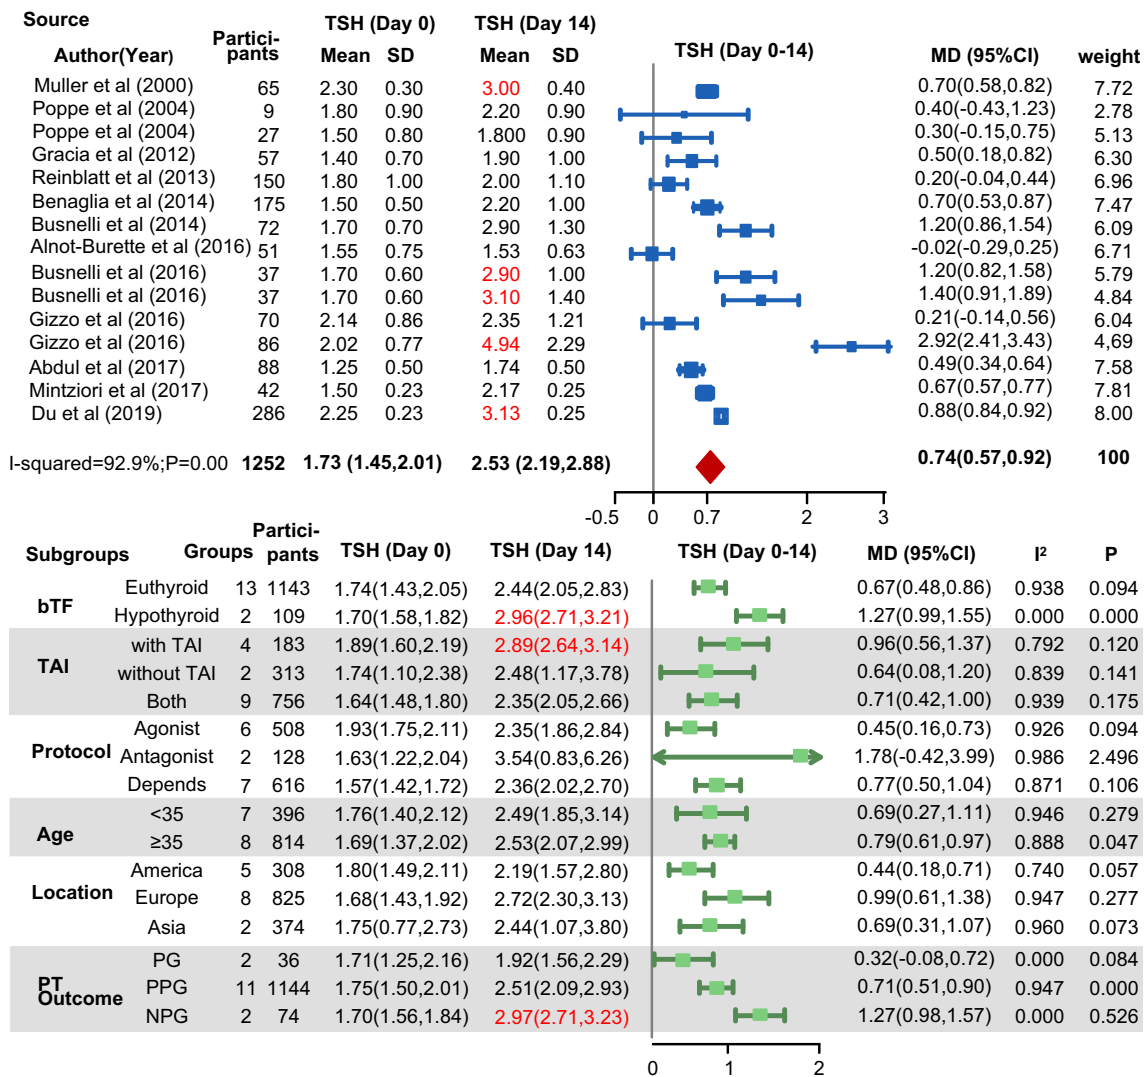 Source TSH (Day 0) TSH (Day 14)
Author(Year) Partici-pants Mean SD Mean SD TSH (Day 0-14) MD (95%CI) weight
Muller et al (2000) 65 2.30 0.30 3.00 0.40 0.70(0.58,0.82) 7.72
Poppe et al (2004) 9 1.80 0.90 2.20 0.90 0.40(-0.43,1.23) 2.78
Poppe et al (2004) 27 1.50 0.80 1.800 0.90 0.30(-0.15,0.75) 5.13
Gracia et al (2012) 57 1.40 0.70 1.90 1.00 0.50(0.18,0.82) 6.30
Reinblatt et al (2013) 150 1.80 1.00 2.00 1.10 0.20(-0.04,0.44) 6.96
Benaglia et al (2014) 175 1.50 0.50 2.20 1.00 0.70(0.53,0.87) 7.47
Busnelli et al (2014) 72 1.70 0.70 2.90 1.30 1.20(0.86,1.54) 6.09
Alnot-Burette et al (2016) 51 1.55 0.75 1.53 0.63 -0.02(-0.29,0.25) 6.71
Busnelli et al (2016) 37 1.70 0.60 2.90 1.00 1.20(0.82,1.58) 5.79
Busnelli et al (2016) 37 1.70 0.60 3.10 1.40 1.40(0.91,1.89) 4.84
Gizzo et al (2016) 70 2.14 0.86 2.35 1.21 0.21(-0.14,0.56) 6.04
Gizzo et al (2016) 86 2.02 0.77 4.94 2.29 2.92(2.41,3.43) 4,69
Abdul et al (2017) 88 1.25 0.50 1.74 0.50 0.49(0.34,0.64) 7.58
Mintziori et al (2017) 42 1.50 0.23 2.17 0.25 0.67(0.57,0.77) 7.81
Du et al (2019) 286 2.25 0.23 3.13 0.25 0.88(0.84,0.92) 8.00
I-squared=92.9%;P=0.00 1252 1.73 (1.45,2.01) 2.53 (2.19,2.88) 0.74(0.57,0.92) 100
-0.5 0 0.7 2 3
Subgroups Groups Partici-pants TSH (Day 0) TSH (Day 14) TSH (Day 0-14) MD (95%CI) I² P
bTF
Euthyroid 13 1143 1.74(1.43,2.05) 2.44(2.05,2.83) 0.67(0.48,0.86) 0.938 0.094
Hypothyroid 2 109 1.70(1.58,1.82) 2.96(2.71,3.21) 1.27(0.99,1.55) 0.000 0.000
TAI
with TAI 4 183 1.89(1.60,2.19) 2.89(2.64,3.14) 0.96(0.56,1.37) 0.792 0.120
without TAI 2 313 1.74(1.10,2.38) 2.48(1.17,3.78) 0.64(0.08,1.20) 0.839 0.141
Both 9 756 1.64(1.48,1.80) 2.35(2.05,2.66) 0.71(0.42,1.00) 0.939 0.175
Protocol
Agonist 6 508 1.93(1.75,2.11) 2.35(1.86,2.84) 0.45(0.16,0.73) 0.926 0.094
Antagonist 2 128 1.63(1.22,2.04) 3.54(0.83,6.26) 1.78(-0.42,3.99) 0.986 2.496
Depends 7 616 1.57(1.42,1.72) 2.36(2.02,2.70) 0.77(0.50,1.04) 0.871 0.106
Age
<35 7 396 1.76(1.40,2.12) 2.49(1.85,3.14) 0.69(0.27,1.11) 0.946 0.279
≥35 8 814 1.69(1.37,2.02) 2.53(2.07,2.99) 0.79(0.61,0.97) 0.888 0.047
Location
America 5 308 1.80(1.49,2.11) 2.19(1.57,2.80) 0.44(0.18,0.71) 0.740 0.057
Europe 8 825 1.68(1.43,1.92) 2.72(2.30,3.13) 0.99(0.61,1.38) 0.947 0.277
Asia 2 374 1.75(0.77,2.73) 2.44(1.07,3.80) 0.69(0.31,1.07) 0.960 0.073
PT Outcome
PG 2 36 1.71(1.25,2.16) 1.92(1.56,2.29) 0.32(-0.08,0.72) 0.000 0.084
PPG 11 1144 1.75(1.50,2.01) 2.51(2.09,2.93) 0.71(0.51,0.90) 0.947 0.000
NPG 2 74 1.70(1.56,1.84) 2.97(2.71,3.23) 1.27(0.98,1.57) 0.000 0.526
0 1 2